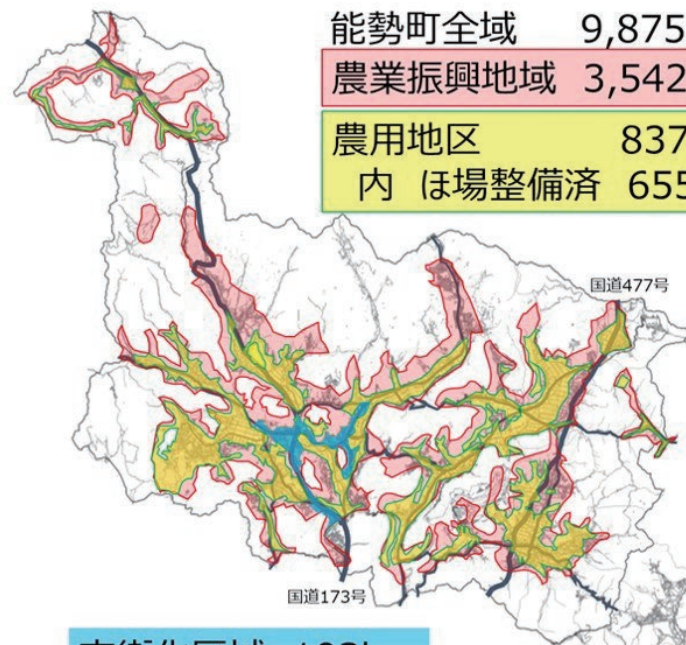 能勢町全域 9,875
農業振興地域 3,542
農用地区 837
内 ほ場整備済 655
国道477号
国道173号